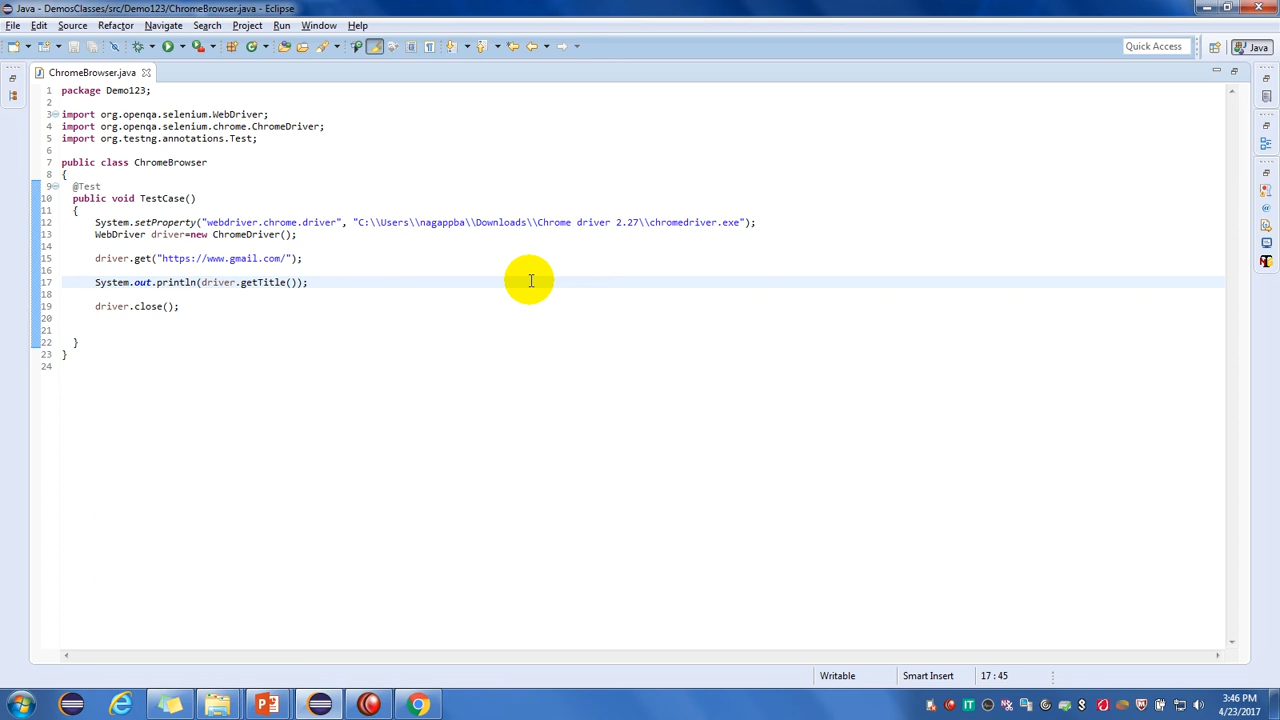 Java - DemosClasses/src/Demo123/ChromeBrowser.java - Eclipse
File Edit Source Refactor Navigate Search Project Run Window Help
Quick Access
Java
ChromeBrowser.java
1 package Demo123;
2
3 import org.openqa.selenium.WebDriver;
4 import org.openqa.selenium.chrome.ChromeDriver;
5 import org.testng.annotations.Test;
6
7 public class ChromeBrowser
8 {
9 @Test
10 public void TestCase()
11 {
12 System.setProperty("webdriver.chrome.driver", "C:\\Users\\nagappba\\Downloads\\Chrome driver 2.27\\chromedriver.exe");
13 WebDriver driver=new ChromeDriver();
14
15 driver.get("https://www.gmail.com/");
16
17 System.out.println(driver.getTitle());
18
19 driver.close();
20
21
22 }
23 }
24
Writable Smart Insert 17 : 45
3:46 PM
4/23/2017